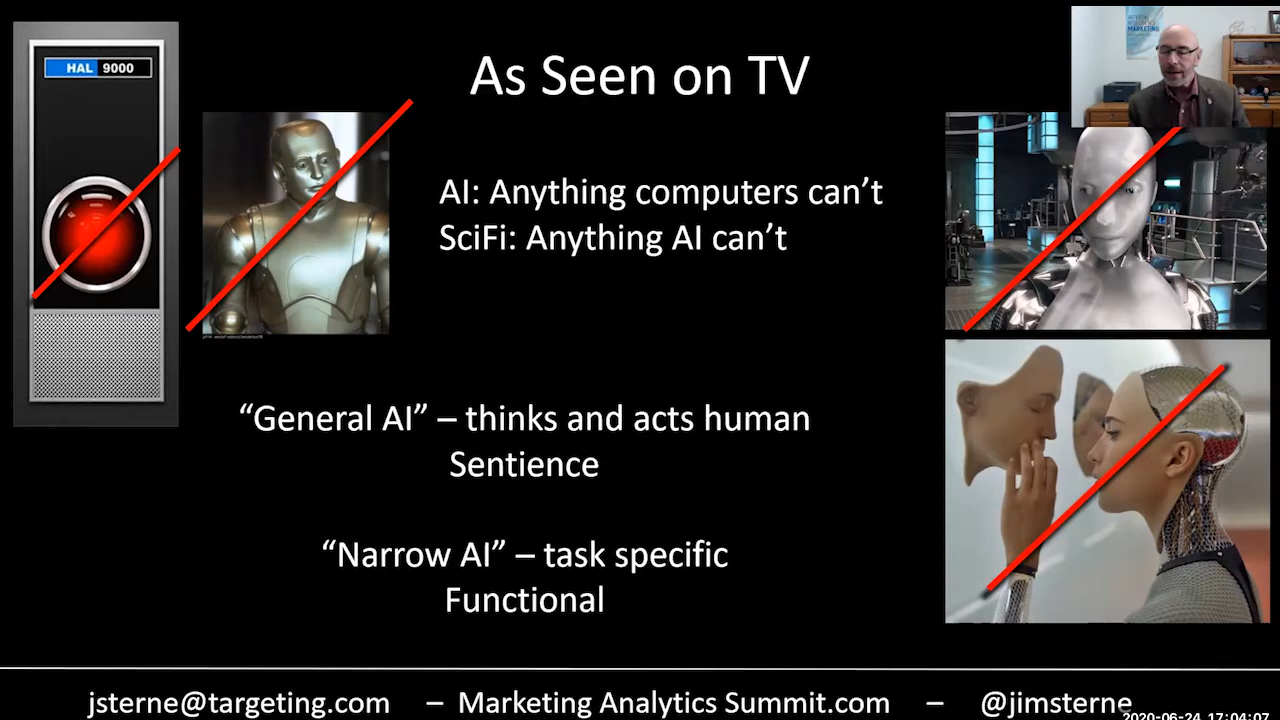 As Seen on TV
HAL 9000
AI: Anything computers can’t
SciFi: Anything AI can’t
“General AI” – thinks and acts human
Sentience
“Narrow AI” – task specific
Functional
jsterne@targeting.com – Marketing Analytics Summit.com – @jimsterne
2020-06-24 17:04:07
MARKETING